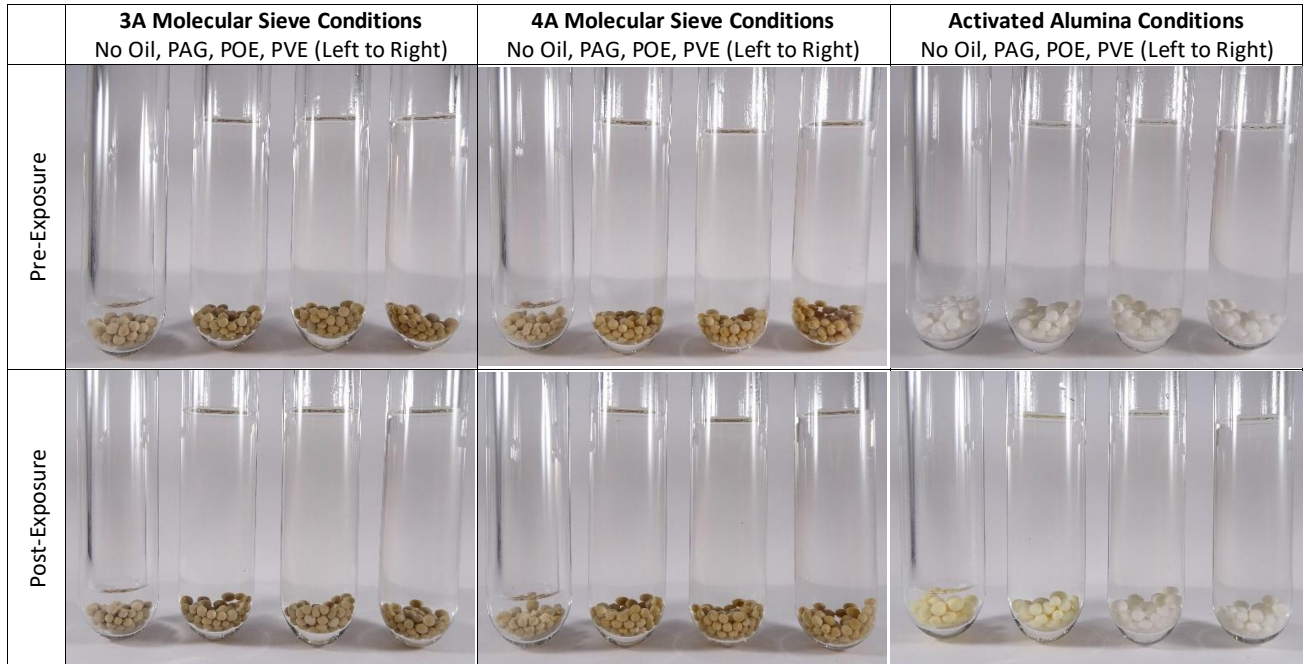 3A Molecular Sieve Conditions
No Oil, PAG, POE, PVE (Left to Right)
4A Molecular Sieve Conditions
No Oil, PAG, POE, PVE (Left to Right)
Activated Alumina Conditions
No Oil, PAG, POE, PVE (Left to Right)
Pre-Exposure
Post-Exposure